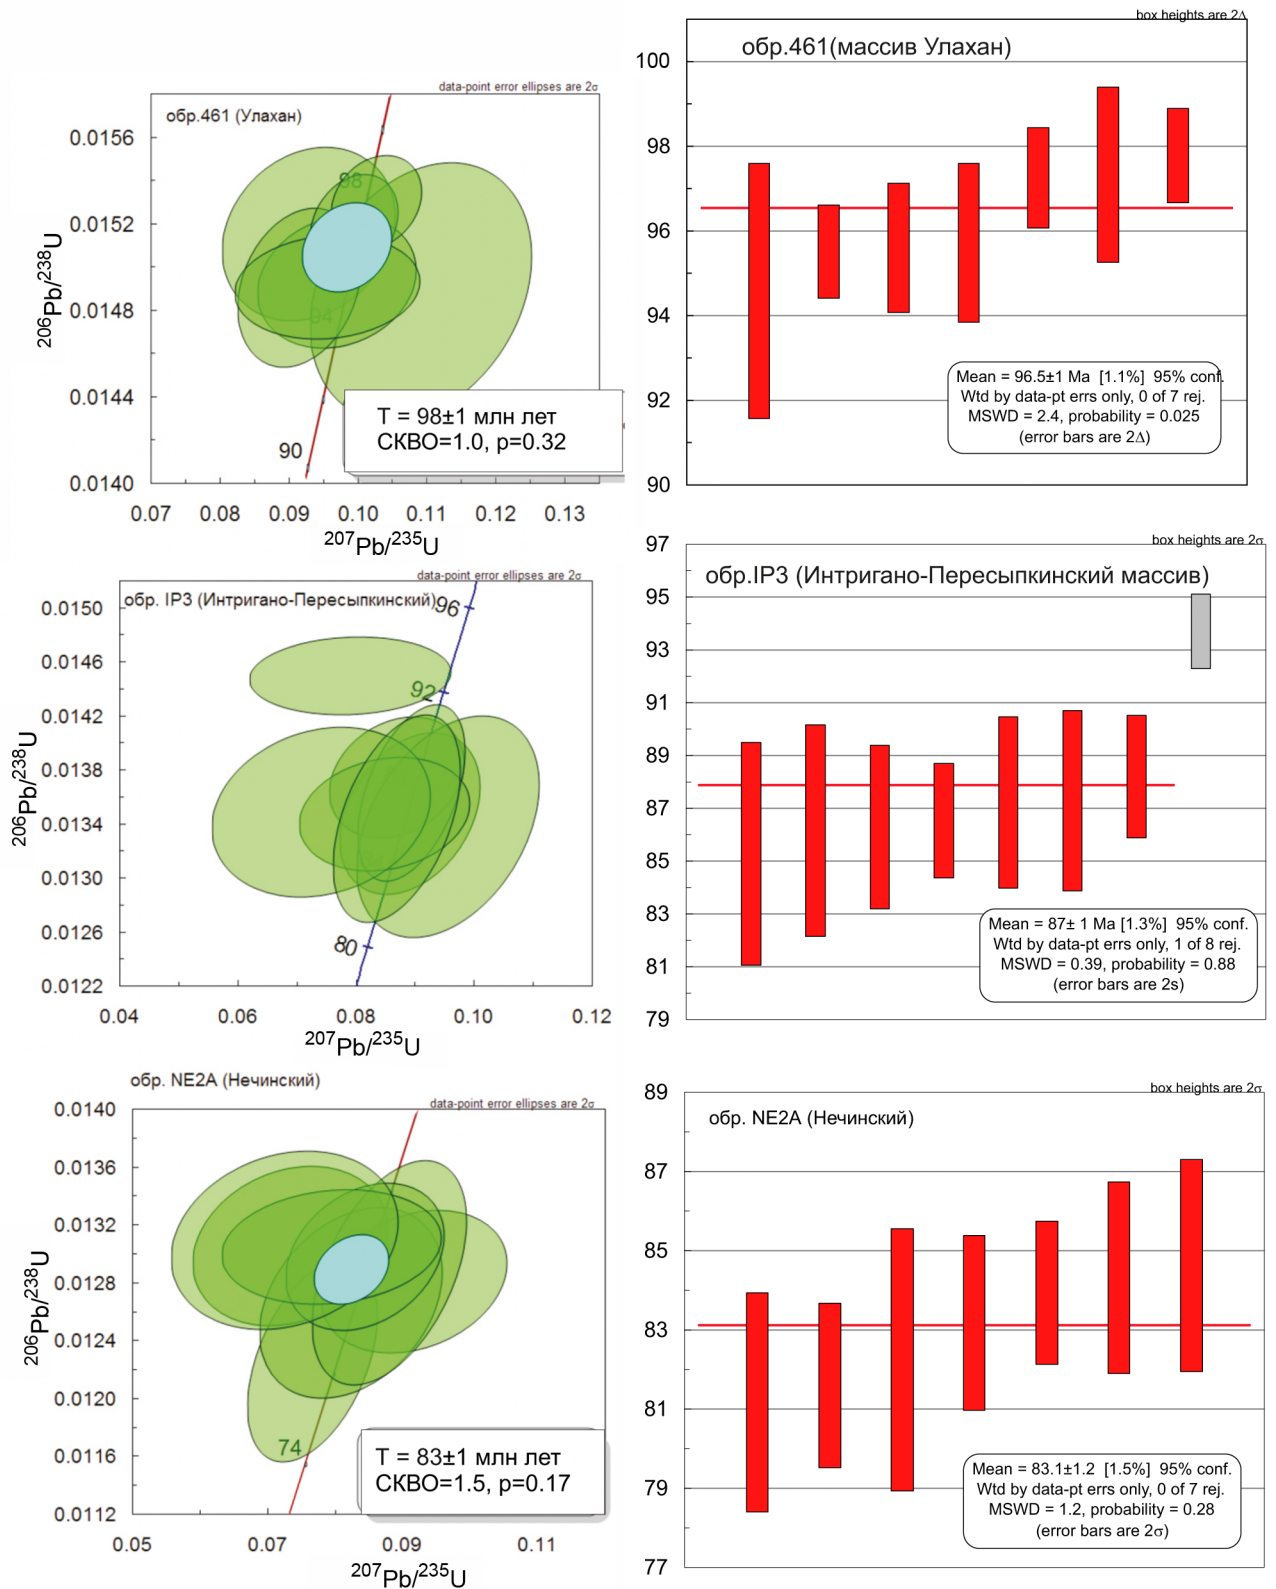 data-point error ellipses are 2σ
обр.461 (Улахан)
0.0156
0.0152
0.0148
0.0144
0.0140
98
94
90
T = 98±1 млн лет
СКВО=1.0, p=0.32
0.07 0.08 0.09 0.10 0.11 0.12 0.13
206Pb/238U
207Pb/235U
box heights are 2Δ
обр.461(массив Улахан)
100
98
96
94
92
90
Mean = 96.5±1 Ma [1.1%] 95% conf.
Wtd by data-pt errs only, 0 of 7 rej.
MSWD = 2.4, probability = 0.025
(error bars are 2Δ)
data-point error ellipses are 2σ
обр. IP3 (Интригано-Пересыпкинский)
96
92
80
0.0150
0.0146
0.0142
0.0138
0.0134
0.0130
0.0126
0.0122
0.04 0.06 0.08 0.10 0.12
206Pb/238U
207Pb/235U
box heights are 2σ
обр.IP3 (Интригано-Пересыпкинский массив)
97
95
93
91
89
87
85
83
81
79
Mean = 87± 1 Ma [1.3%] 95% conf.
Wtd by data-pt errs only, 1 of 8 rej.
MSWD = 0.39, probability = 0.88
(error bars are 2s)
обр. NE2A (Нечинский)
data-point error ellipses are 2σ
0.0140
0.0136
0.0132
0.0128
0.0124
0.0120
0.0116
0.0112
74
T = 83±1 млн лет
СКВО=1.5, p=0.17
0.05 0.07 0.09 0.11
206Pb/238U
207Pb/235U
box heights are 2σ
обр. NE2A (Нечинский)
89
87
85
83
81
79
77
Mean = 83.1±1.2 [1.5%] 95% conf.
Wtd by data-pt errs only, 0 of 7 rej.
MSWD = 1.2, probability = 0.28
(error bars are 2σ)